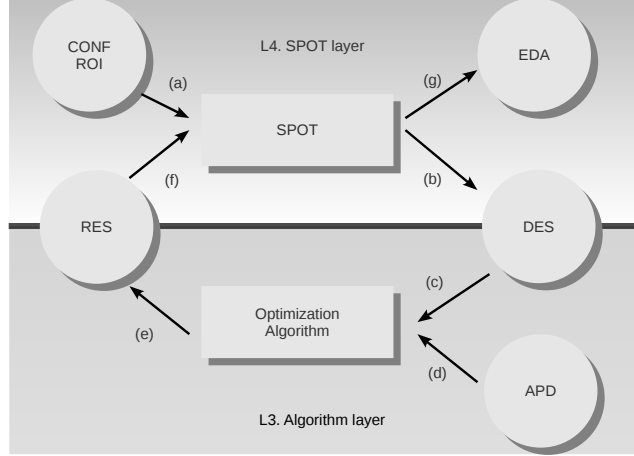 CONF
ROI
L4. SPOT layer
EDA
(a)
(g)
SPOT
(f)
(b)
RES
DES
(c)
Optimization
Algorithm
(e)
(d)
APD
L3. Algorithm layer